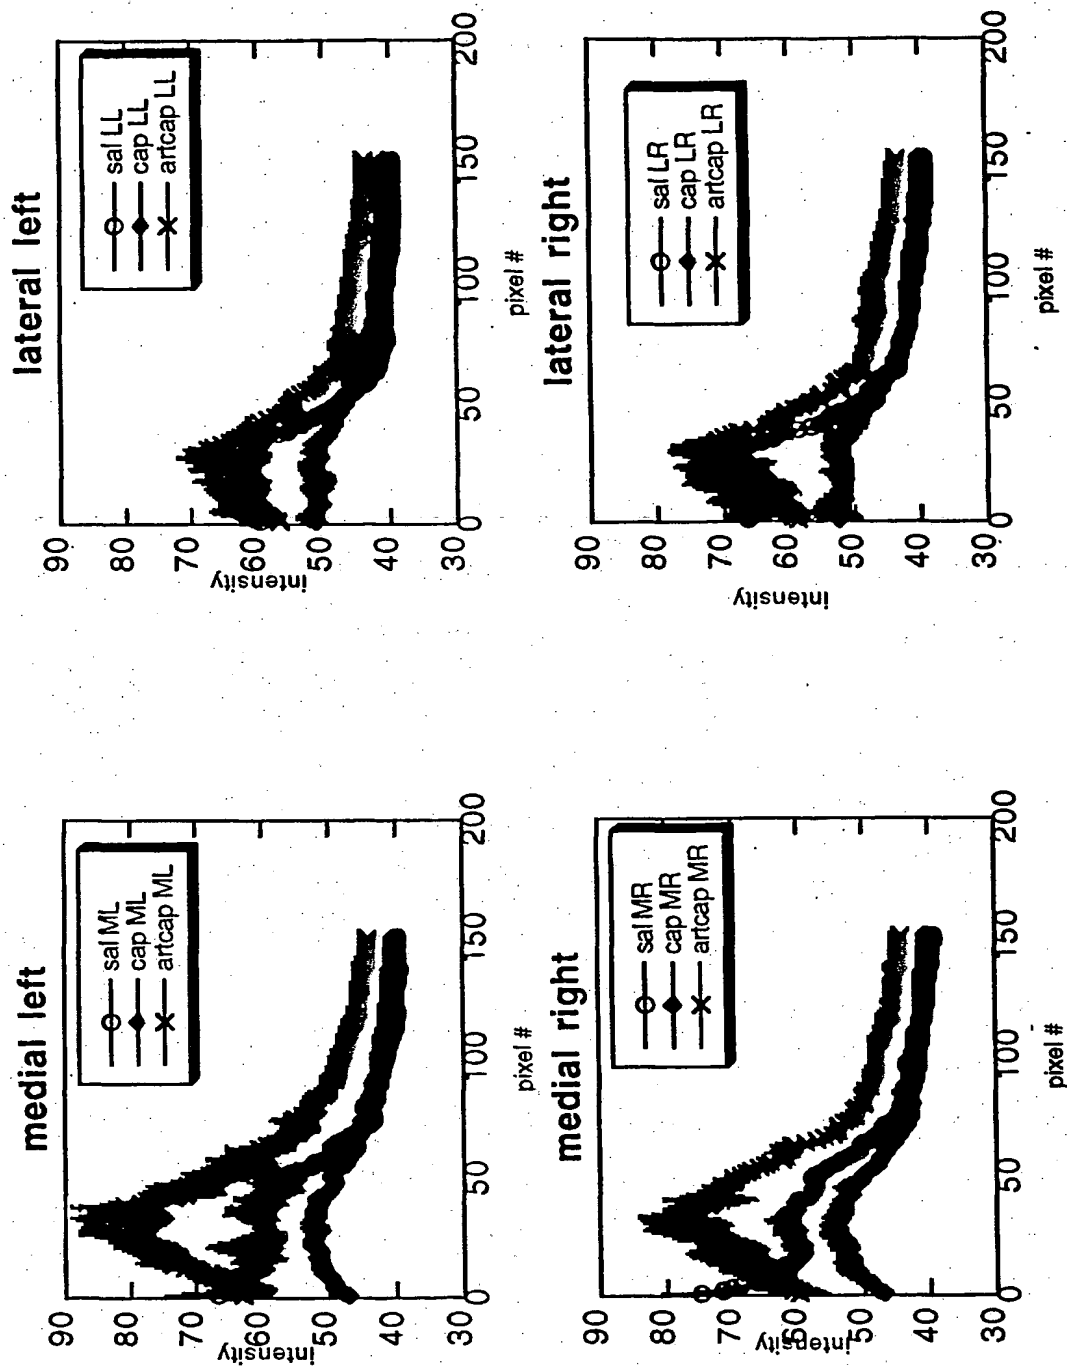 medial left
90
80
70
60
50
40
30
intensity
0
50
100
150
200
pixel #
sal ML
cap ML
artcap ML
lateral left
90
80
70
60
50
40
30
intensity
0
50
100
150
200
pixel #
sal LL
cap LL
artcap LL
medial right
90
80
70
60
50
40
30
intensity
0
50
100
150
200
pixel #
sal MR
cap MR
artcap MR
lateral right
90
80
70
60
50
40
30
intensity
0
50
100
150
200
pixel #
sal LR
cap LR
artcap LR